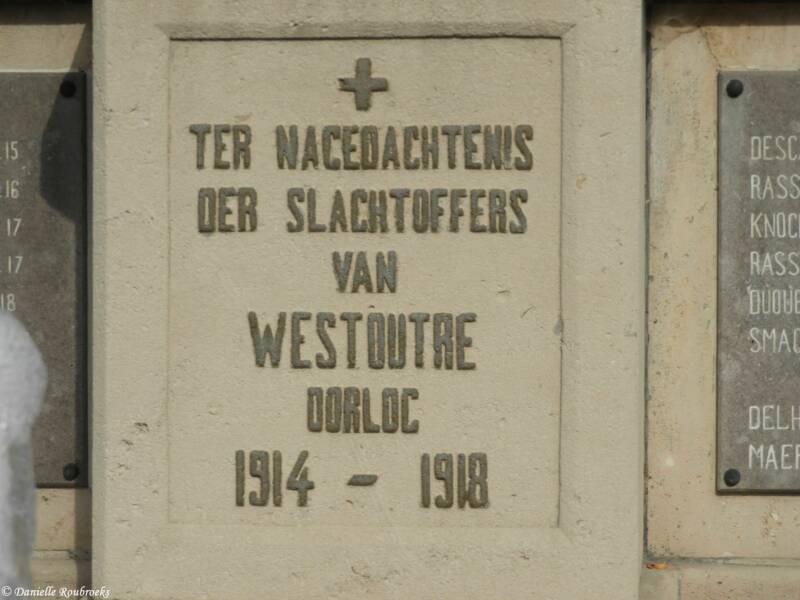 15
16
17
17
18
+
TER NACEDACHTENIS
DER SLACHTOFFERS
VAN
WESTOUTRE
OORLOC
1914 - 1918
DESC
RASS
KNOC
RASS
DUQUE
SMAC
DELH
MAER
© Danielle Roubroeks